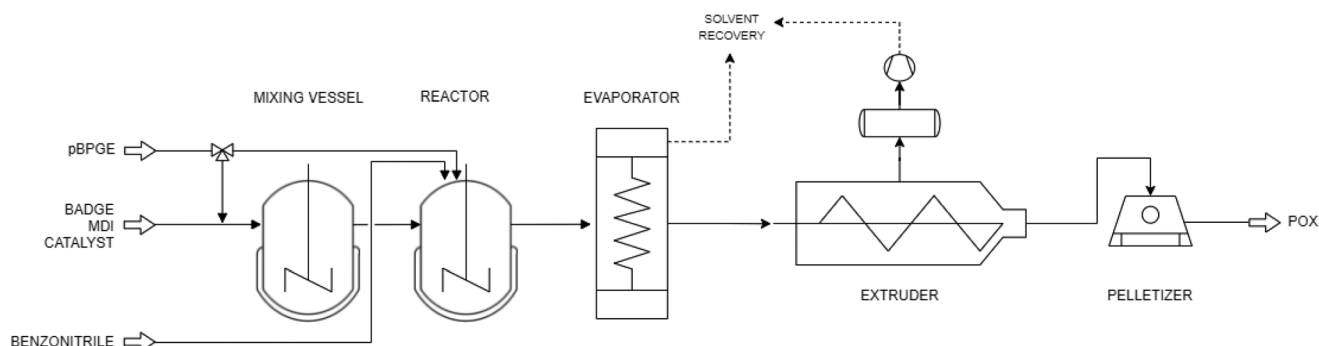 SOLVENT
RECOVERY
MIXING VESSEL
REACTOR
EVAPORATOR
pBPGE
BADGE
MDI
CATALYST
POX
EXTRUDER
PELLETIZER
BENZONITRILE